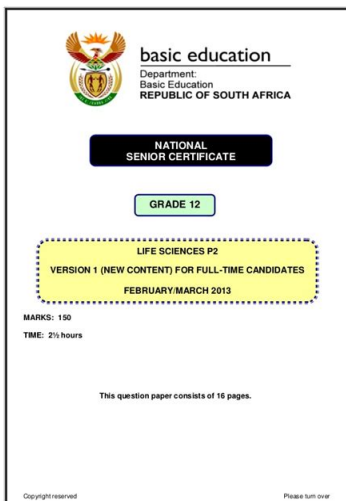 basic education
Department:
Basic Education
REPUBLIC OF SOUTH AFRICA
NATIONAL
SENIOR CERTIFICATE
GRADE 12
LIFE SCIENCES P2
VERSION 1 (NEW CONTENT) FOR FULL-TIME CANDIDATES
FEBRUARY/MARCH 2013
MARKS: 150
TIME: 2½ hours
This question paper consists of 16 pages.
Copyright reserved
Please turn over